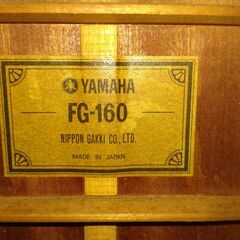 YAMAHA
FG-160
NIPPON GAKKI CO., LTD.
MADE IN JAPAN